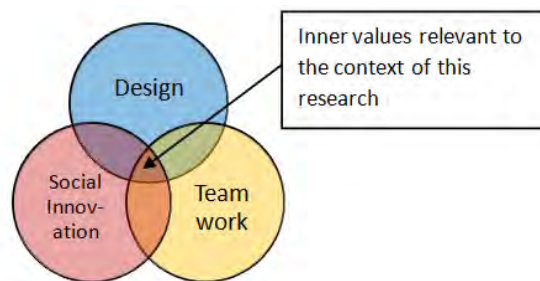 Design
Inner values relevant to
the context of this
research
Social
Innov-
ation
Team
work